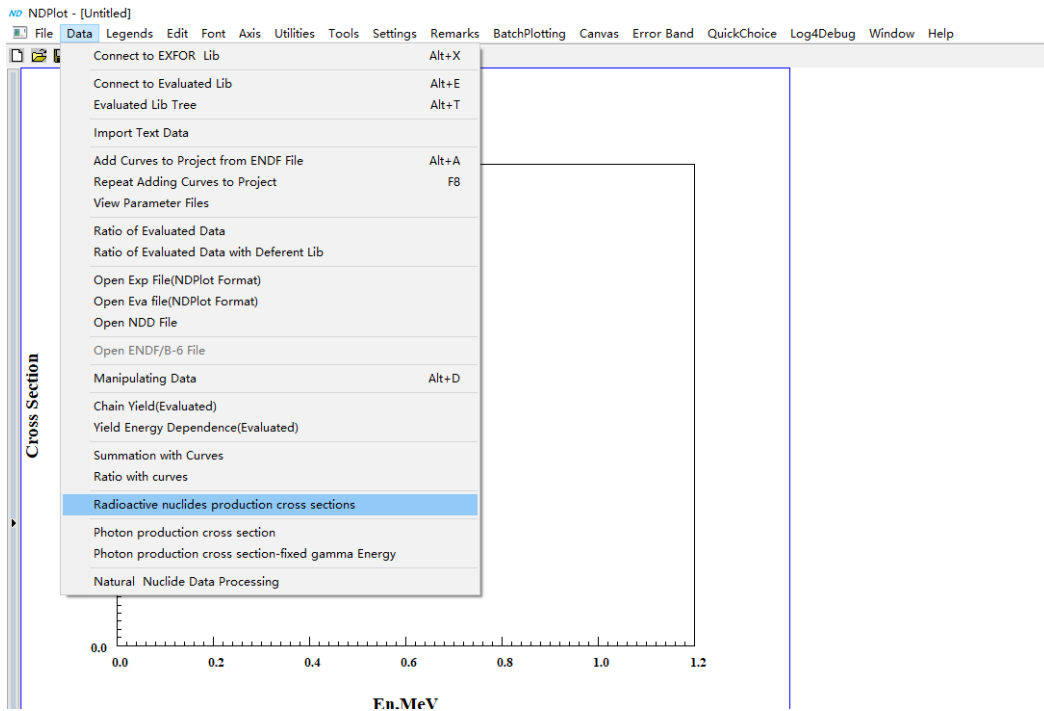 ND NDPlot - [Untitled]
File Data Legends Edit Font Axis Utilities Tools Settings Remarks BatchPlotting Canvas Error Band QuickChoice Log4Debug Window Help
Connect to EXFOR Lib Alt+X
Connect to Evaluated Lib Alt+E
Evaluated Lib Tree Alt+T
Import Text Data
Add Curves to Project from ENDF File Alt+A
Repeat Adding Curves to Project F8
View Parameter Files
Ratio of Evaluated Data
Ratio of Evaluated Data with Deferent Lib
Open Exp File(NDPlot Format)
Open Eva file(NDPlot Format)
Open NDD File
Open ENDF/B-6 File
Manipulating Data Alt+D
Chain Yield(Evaluated)
Yield Energy Dependence(Evaluated)
Summation with Curves
Ratio with curves
Radioactive nuclides production cross sections
Photon production cross section
Photon production cross section-fixed gamma Energy
Natural Nuclide Data Processing
Cross Section
0.0
0.0 0.2 0.4 0.6 0.8 1.0 1.2
En,MeV